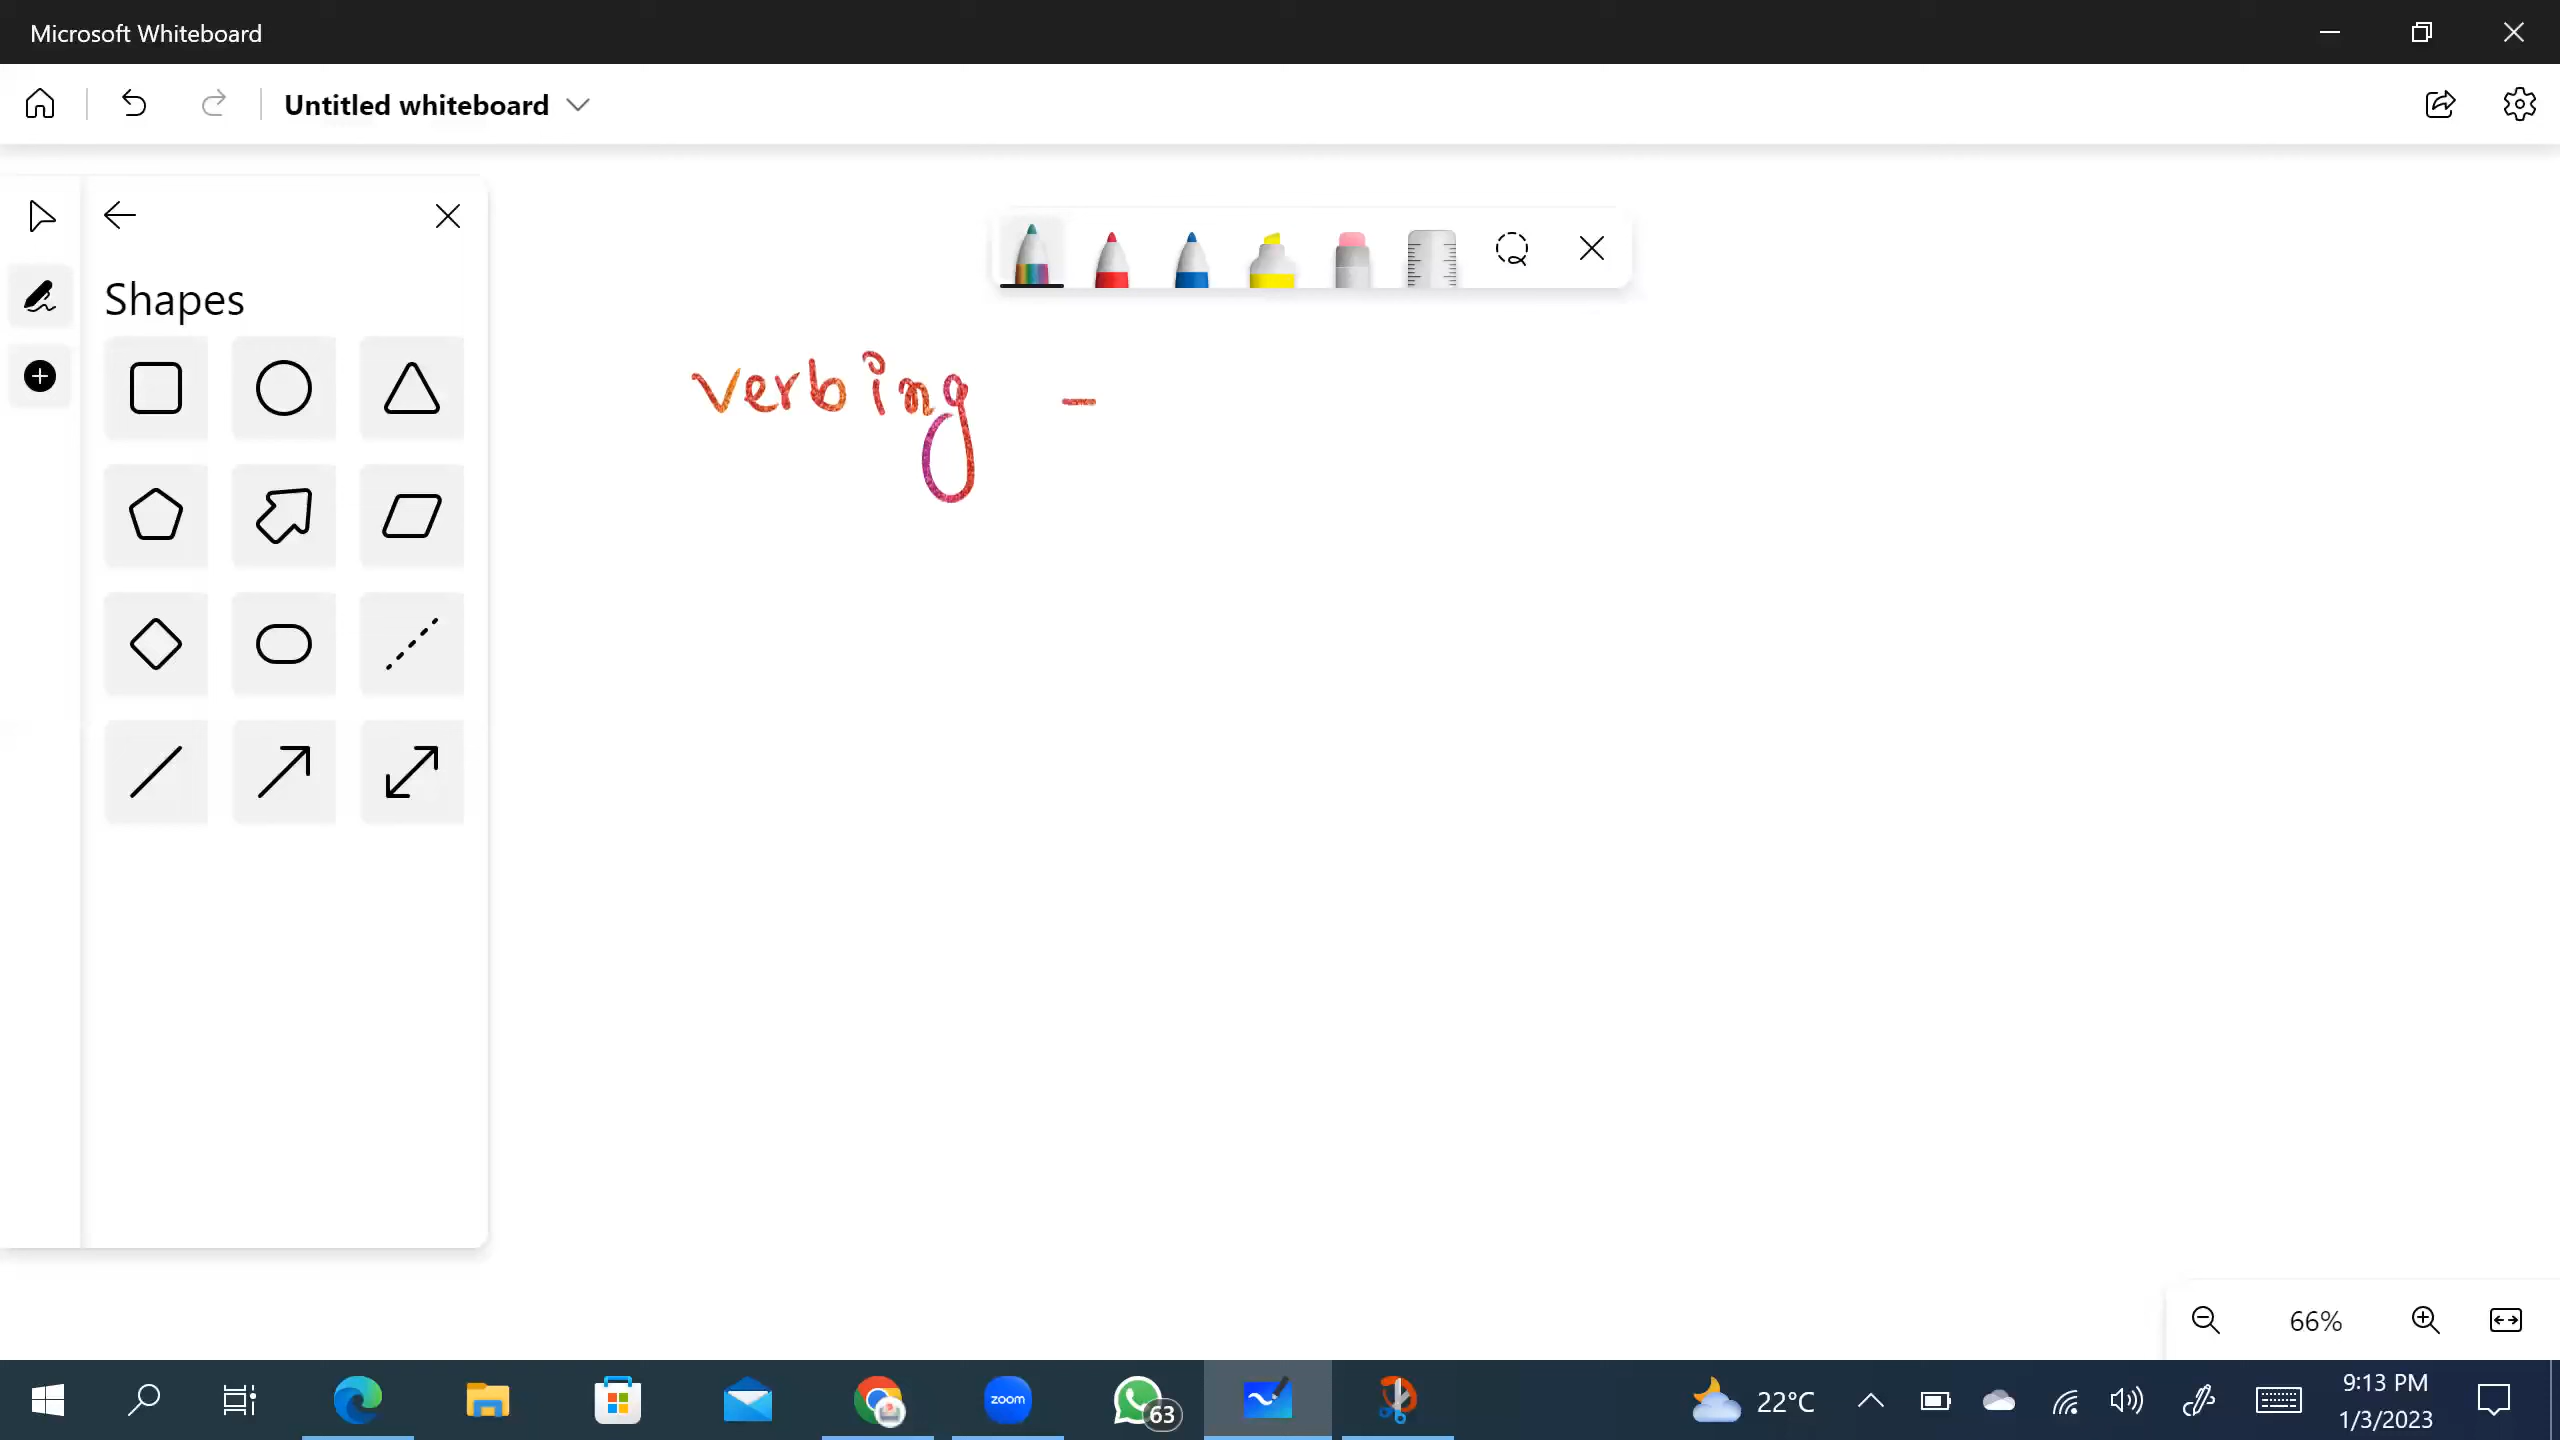 Microsoft Whiteboard
Untitled whiteboard
Shapes
verbing -
66%
zoom
63
22°C
9:13 PM
1/3/2023